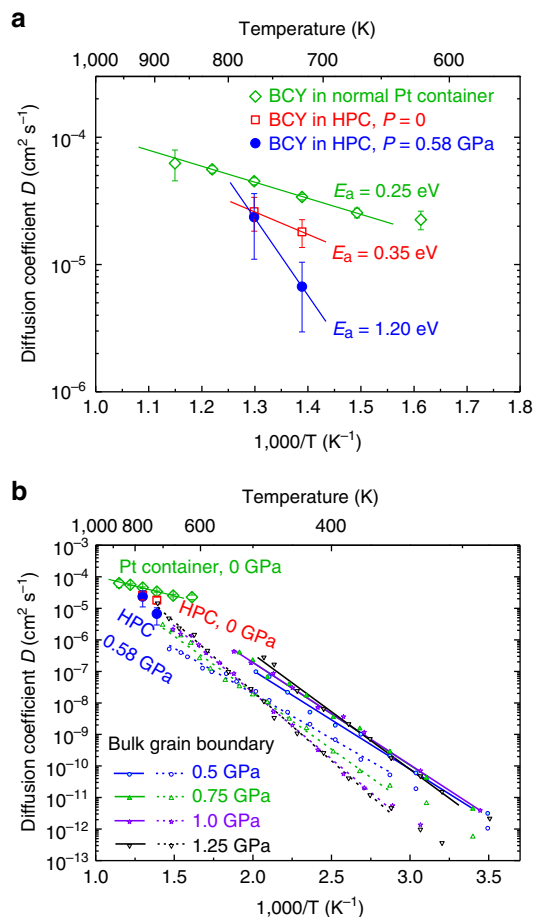 a
Temperature (K)
1,000 900 800 700 600
BCY in normal Pt container
BCY in HPC, P = 0
BCY in HPC, P = 0.58 GPa
Diffusion coefficient D (cm² s⁻¹)
10⁻⁴
10⁻⁵
10⁻⁶
Eₐ = 0.25 eV
Eₐ = 0.35 eV
Eₐ = 1.20 eV
1.0 1.1 1.2 1.3 1.4 1.5 1.6 1.7 1.8
1,000/T (K⁻¹)
b
Temperature (K)
1,000 800 600 400
Diffusion coefficient D (cm² s⁻¹)
10⁻³
10⁻⁴
10⁻⁵
10⁻⁶
10⁻⁷
10⁻⁸
10⁻⁹
10⁻¹⁰
10⁻¹¹
10⁻¹²
10⁻¹³
Pt container, 0 GPa
HPC, 0 GPa
HPC
0.58 GPa
Bulk grain boundary
0.5 GPa
0.75 GPa
1.0 GPa
1.25 GPa
1.0 1.5 2.0 2.5 3.0 3.5
1,000/T (K⁻¹)